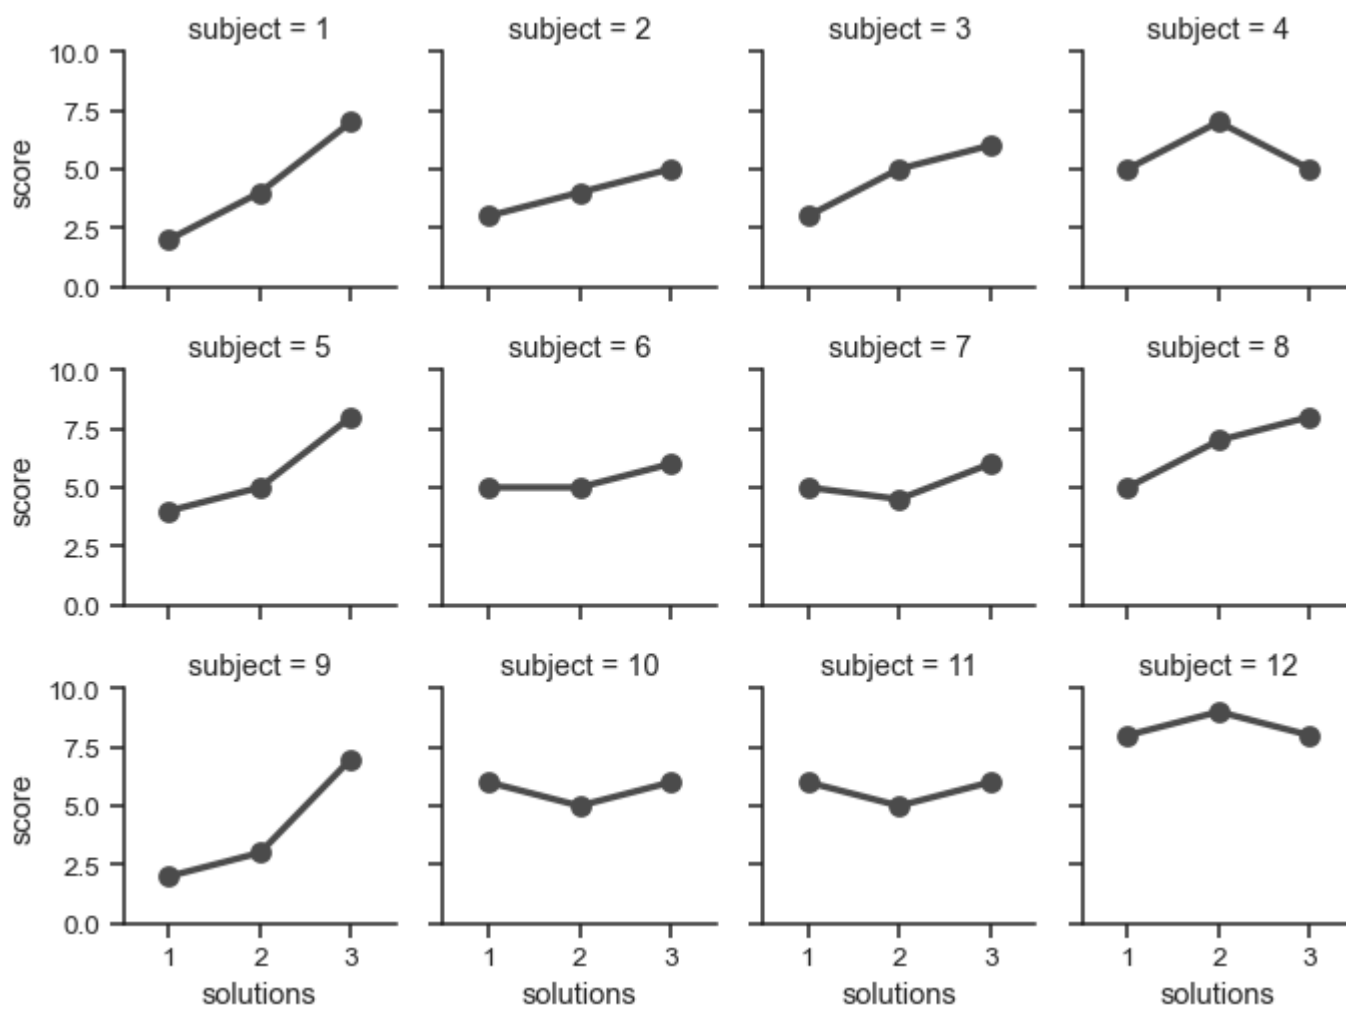 subject = 1
subject = 2
subject = 3
subject = 4
10.0
7.5
5.0
2.5
0.0
score
subject = 5
subject = 6
subject = 7
subject = 8
10.0
7.5
5.0
2.5
0.0
score
subject = 9
subject = 10
subject = 11
subject = 12
10.0
7.5
5.0
2.5
0.0
score
1 2 3
1 2 3
1 2 3
1 2 3
solutions
solutions
solutions
solutions